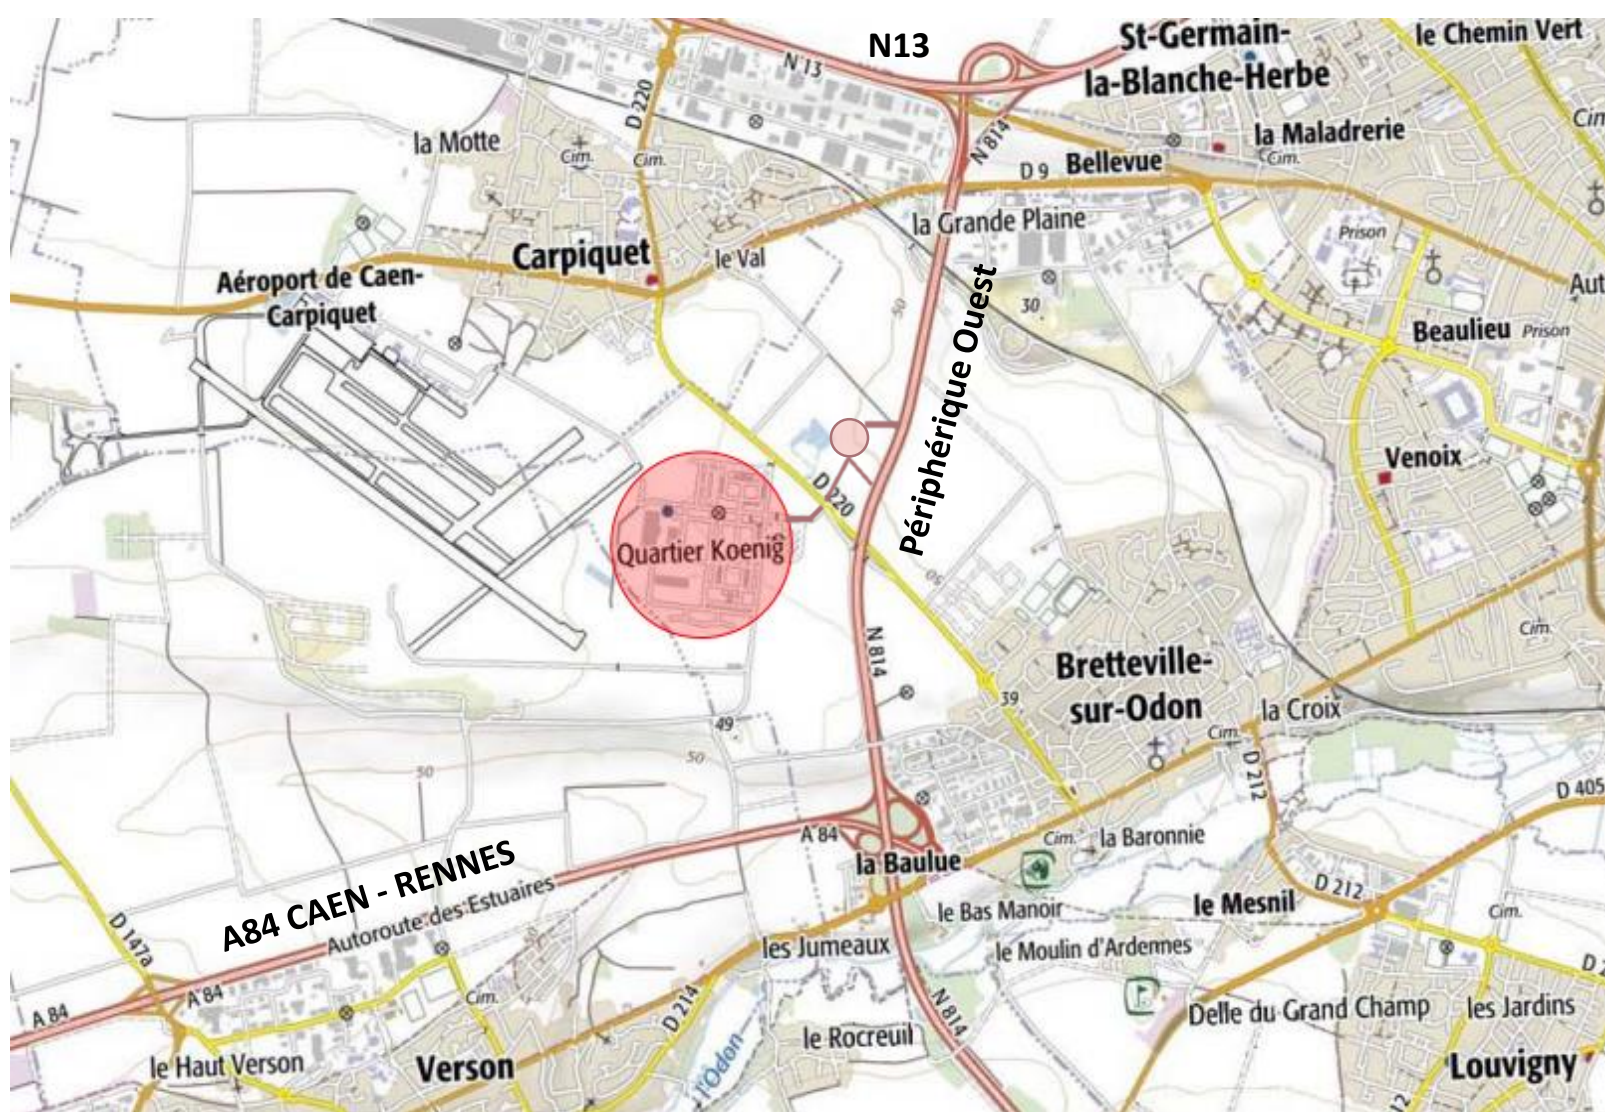 N13
St-Germain-
la-Blanche-Herbe
le Chemin Vert
N 13
D 220
la Motte
Cim.
Cim.
N 814
la Maladrerie
Cim.
D 9
Bellevue
la Grande Plaine
Prison
Carpiquet
le Val
Aéroport de Caen-
Carpiquet
50
30
Aut
Beaulieu
Prison
Périphérique Ouest
Venoix
D 220
Quartier Koenig
50
N 814
Cim.
Bretteville-
sur-Odon
39
la Croix
Cim.
49
50
50
D 212
D 405
A 84
Cim.
la Baronnie
la Baulue
A84 CAEN - RENNES
Autoroute des Estuaires
D 212
le Mesnil
le Bas Manoir
Cim.
D 147a
les Jumeaux
le Moulin d'Ardennes
A 84
A 84
Cim.
D 214
N 814
Delle du Grand Champ
les Jardins
le Rocreuil
l'Odon
le Haut Verson
Verson
Louvigny